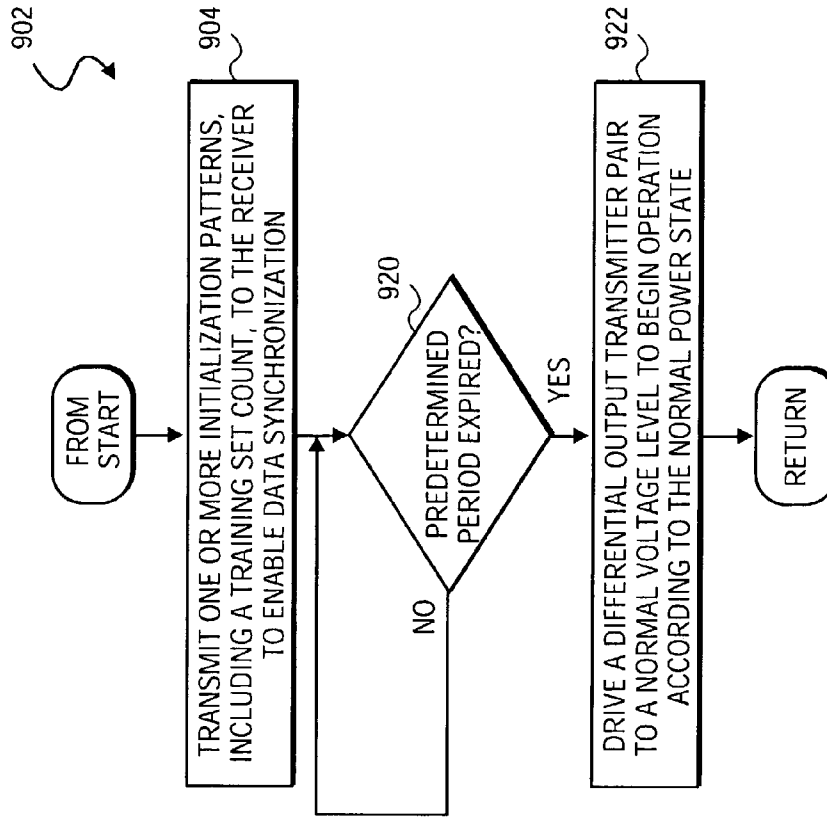 902
FROM
START
904
TRANSMIT ONE OR MORE INITIALIZATION PATTERNS,
INCLUDING A TRAINING SET COUNT, TO THE RECEIVER
TO ENABLE DATA SYNCHRONIZATION
920
PREDETERMINED
PERIOD EXPIRED?
NO
YES
922
DRIVE A DIFFERENTIAL OUTPUT TRANSMITTER PAIR
TO A NORMAL VOLTAGE LEVEL TO BEGIN OPERATION
ACCORDING TO THE NORMAL POWER STATE
RETURN